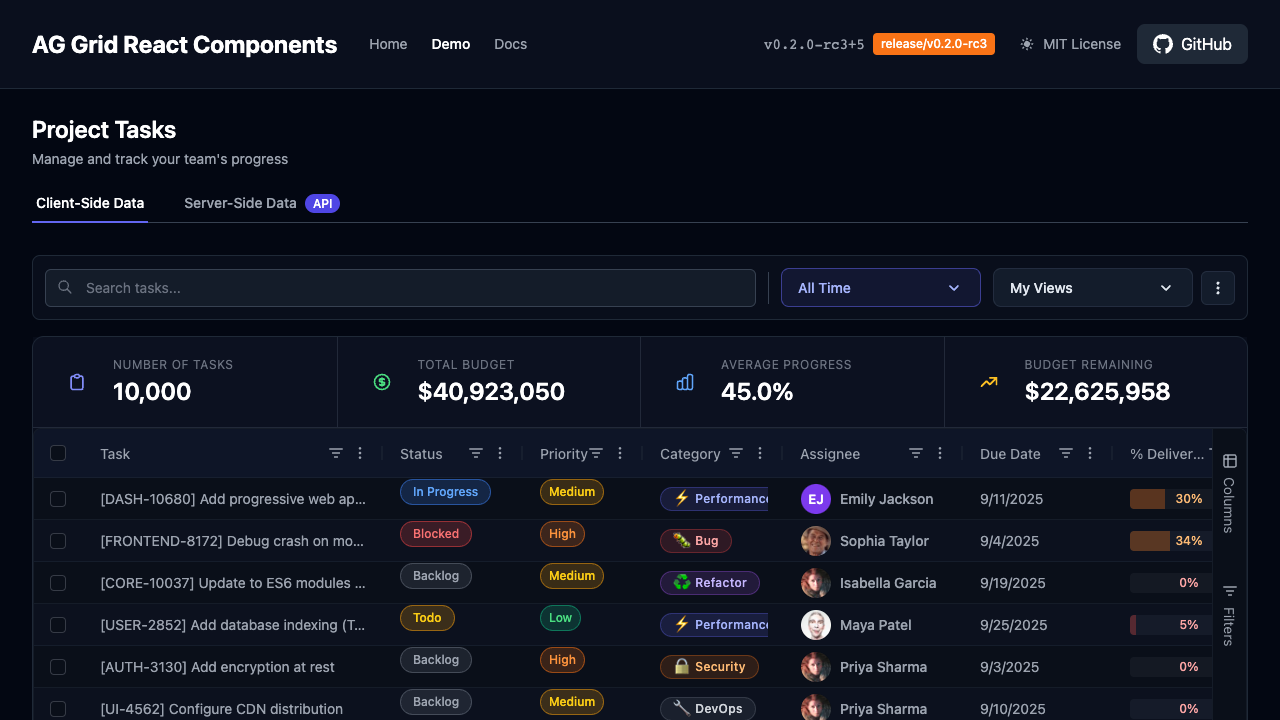 AG Grid React Components Home Demo Docs v0.2.0-rc3+5 release/v0.2.0-rc3 MIT License GitHub
Project Tasks
Manage and track your team's progress
Client-Side Data Server-Side Data API
Search tasks... All Time My Views
NUMBER OF TASKS TOTAL BUDGET AVERAGE PROGRESS BUDGET REMAINING
10,000 $40,923,050 45.0% $22,625,958
Task Status Priority Category Assignee Due Date % Deliver...
[DASH-10680] Add progressive web ap... In Progress Medium Performance EJ Emily Jackson 9/11/2025 30%
[FRONTEND-8172] Debug crash on mo... Blocked High Bug Sophia Taylor 9/4/2025 34%
[CORE-10037] Update to ES6 modules ... Backlog Medium Refactor Isabella Garcia 9/19/2025 0%
[USER-2852] Add database indexing (T... Todo Low Performance Maya Patel 9/25/2025 5%
[AUTH-3130] Add encryption at rest Backlog High Security Priya Sharma 9/3/2025 0%
[UI-4562] Configure CDN distribution Backlog Medium DevOps Priya Sharma 9/10/2025 0%
Columns
Filters